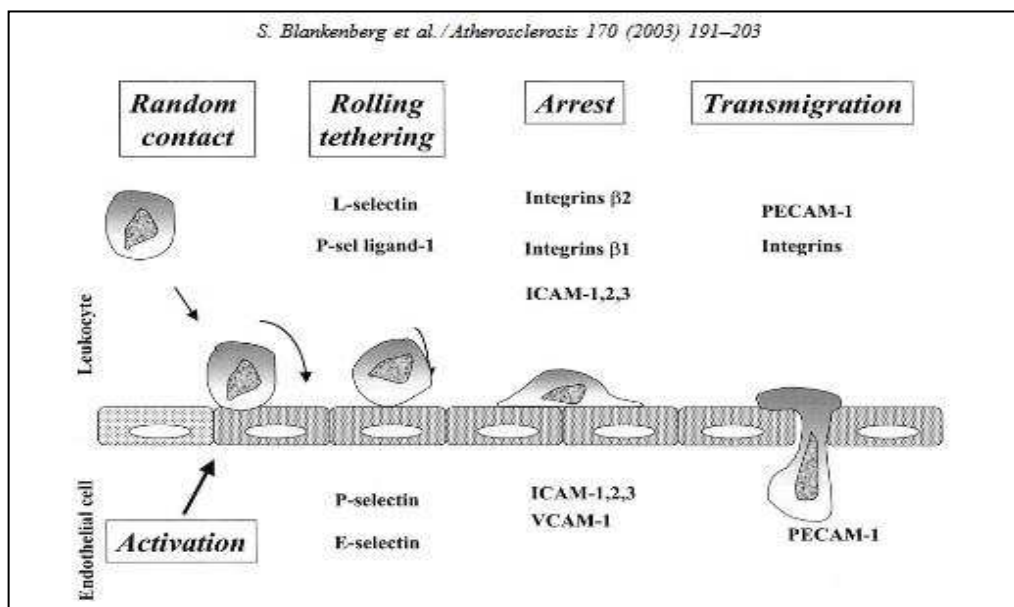 S. Blankenberg et al. / Atherosclerosis 170 (2003) 191–203
Random
contact
Rolling
tethering
Arrest
Transmigration
L-selectin
P-sel ligand-1
Integrins β2
Integrins β1
ICAM-1,2,3
PECAM-1
Integrins
Leukocyte
Endothelial cell
Activation
P-selectin
E-selectin
ICAM-1,2,3
VCAM-1
PECAM-1